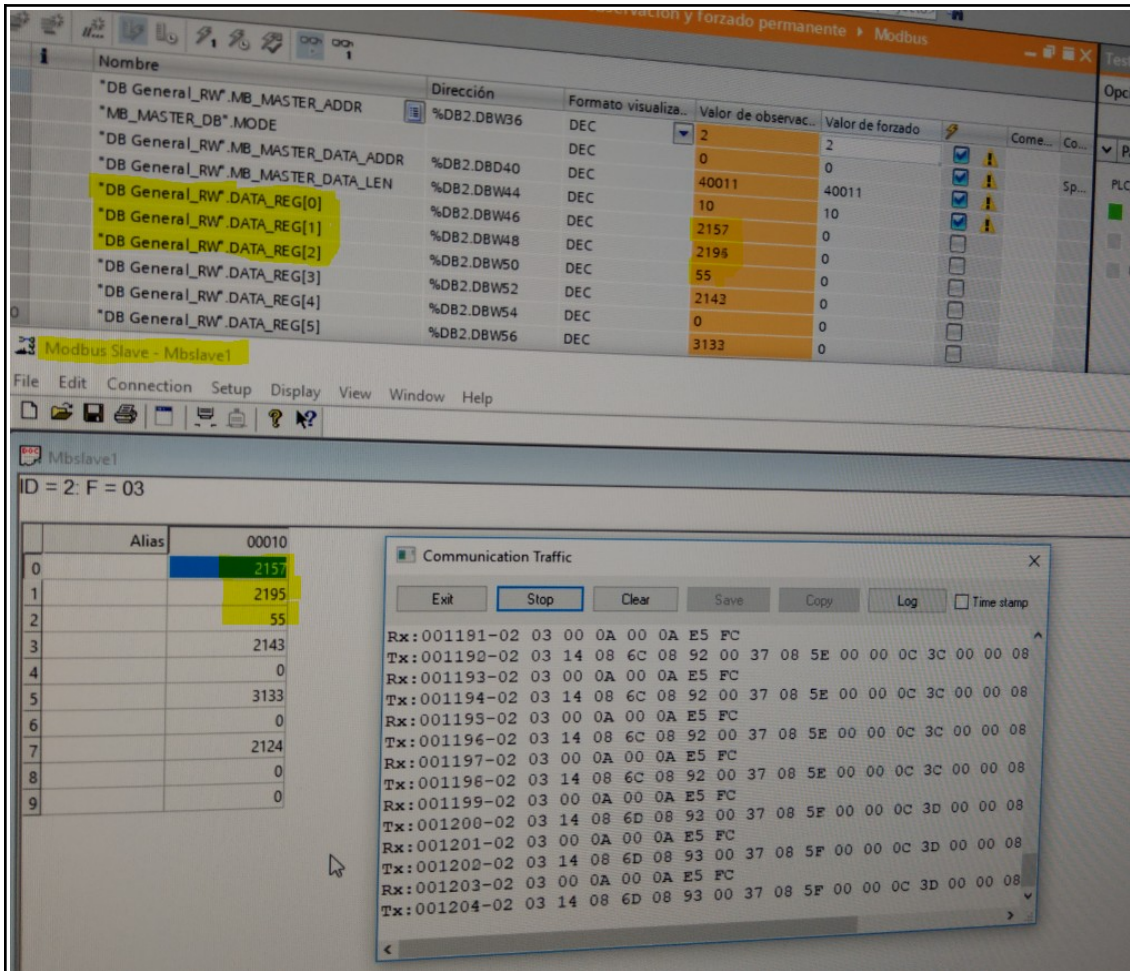 observación y forzado permanente ▸ Modbus
i Nombre Dirección Formato visualiza... Valor de observac... Valor de forzado Come... Co...
"DB General_RW".MB_MASTER_ADDR %DB2.DBW36 DEC 2 2
"MB_MASTER_DB".MODE DEC 0 0
"DB General_RW".MB_MASTER_DATA_ADDR %DB2.DBD40 DEC 40011 40011 Sp...
"DB General_RW".MB_MASTER_DATA_LEN %DB2.DBW44 DEC 10 10
"DB General_RW".DATA_REG[0] %DB2.DBW46 DEC 2157 0
"DB General_RW".DATA_REG[1] %DB2.DBW48 DEC 2196 0
"DB General_RW".DATA_REG[2] %DB2.DBW50 DEC 55 0
"DB General_RW".DATA_REG[3] %DB2.DBW52 DEC 2143 0
"DB General_RW".DATA_REG[4] %DB2.DBW54 DEC 0 0
"DB General_RW".DATA_REG[5] %DB2.DBW56 DEC 3133 0
Test
Opci
PLC
Modbus Slave - Mbslave1
File Edit Connection Setup Display View Window Help
Mbslave1
ID = 2: F = 03
Alias 00010
0 2157
1 2195
2 55
3 2143
4 0
5 3133
6 0
7 2124
8 0
9 0
Communication Traffic
Exit Stop Clear Save Copy Log Time stamp
Rx:001191-02 03 00 0A 00 0A E5 FC
Tx:001192-02 03 14 08 6C 08 92 00 37 08 5E 00 00 0C 3C 00 00 08
Rx:001193-02 03 00 0A 00 0A E5 FC
Tx:001194-02 03 14 08 6C 08 92 00 37 08 5E 00 00 0C 3C 00 00 08
Rx:001195-02 03 00 0A 00 0A E5 FC
Tx:001196-02 03 14 08 6C 08 92 00 37 08 5E 00 00 0C 3C 00 00 08
Rx:001197-02 03 00 0A 00 0A E5 FC
Tx:001198-02 03 14 08 6C 08 92 00 37 08 5E 00 00 0C 3C 00 00 08
Rx:001199-02 03 00 0A 00 0A E5 FC
Tx:001200-02 03 14 08 6D 08 92 00 37 08 5E 00 00 0C 3D 00 00 08
Rx:001201-02 03 00 0A 00 0A E5 FC
Tx:001202-02 03 14 08 6D 08 93 00 37 08 5F 00 00 0C 3D 00 00 08
Rx:001203-02 03 00 0A 00 0A E5 FC
Tx:001204-02 03 14 08 6D 08 93 00 37 08 5F 00 00 0C 3D 00 00 08